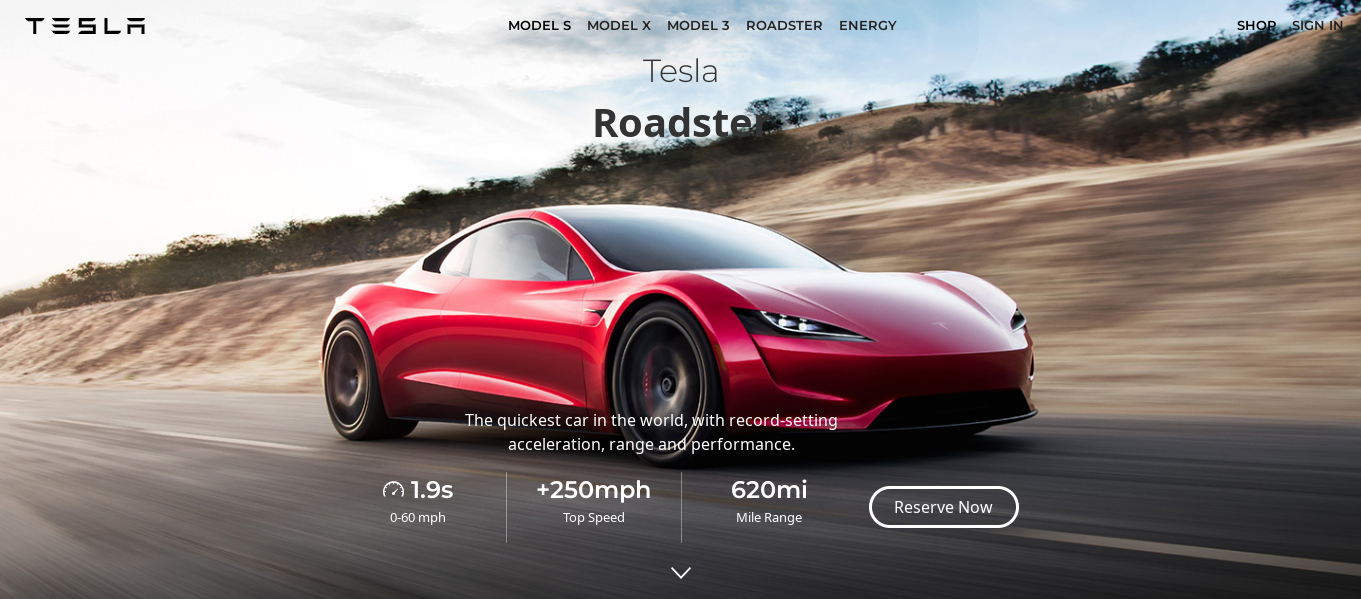 TESLA
MODEL S MODEL X MODEL 3 ROADSTER ENERGY
SHOP SIGN IN
Tesla
Roadster
The quickest car in the world, with record-setting
acceleration, range and performance.
1.9s +250mph 620mi
0-60 mph Top Speed Mile Range
Reserve Now